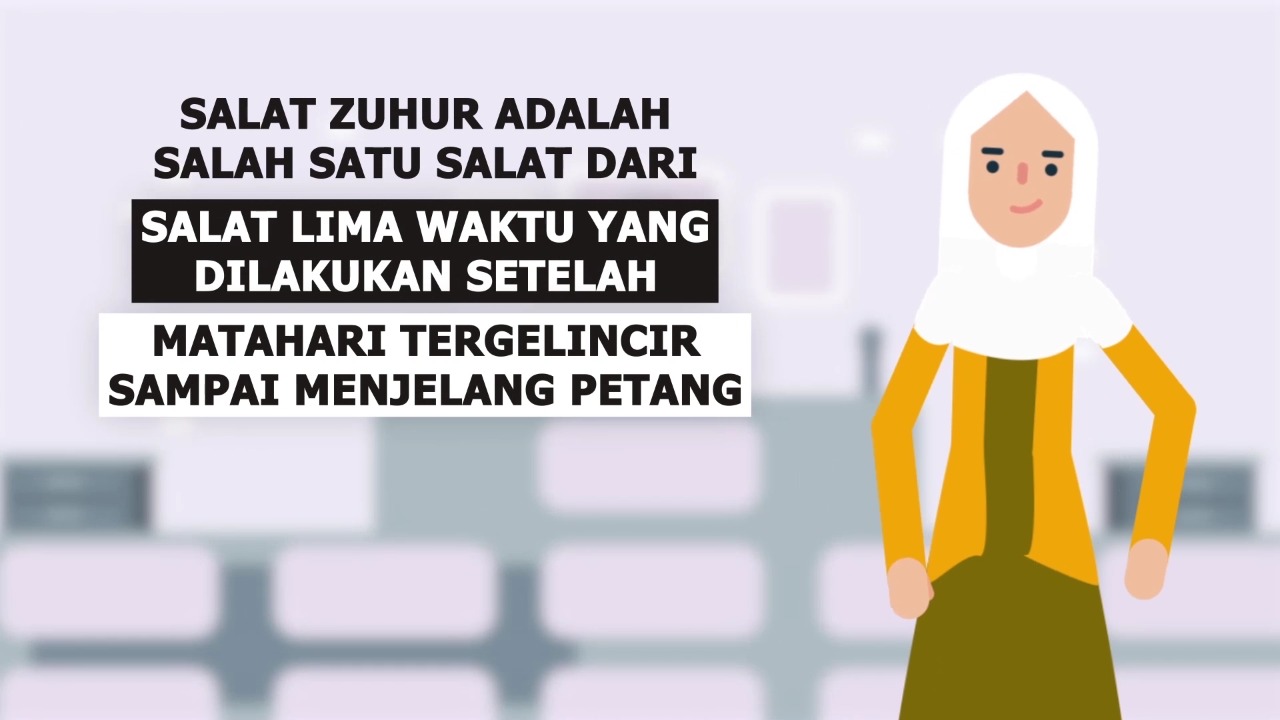 SALAT ZUHUR ADALAH
SALAH SATU SALAT DARI
SALAT LIMA WAKTU YANG
DILAKUKAN SETELAH
MATAHARI TERGELINCIR
SAMPAI MENJELANG PETANG